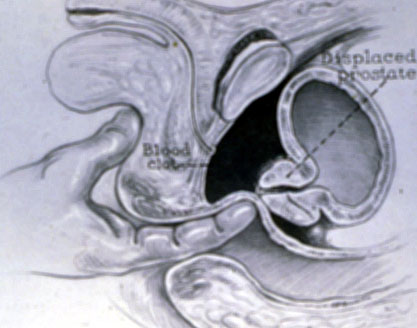 Displaced
prostate
Blood
clot